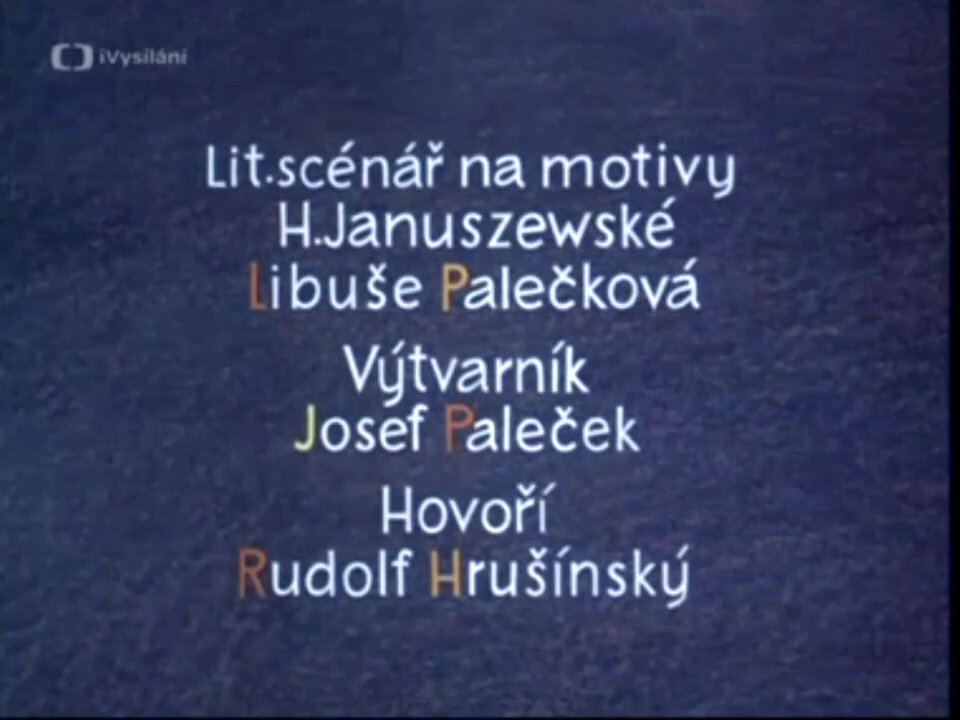 iVysílání
Lit.scénář na motivy
H.Januszewské
Libuše Palečková
Výtvarník
Josef Paleček
Hovoří
Rudolf Hrušínský